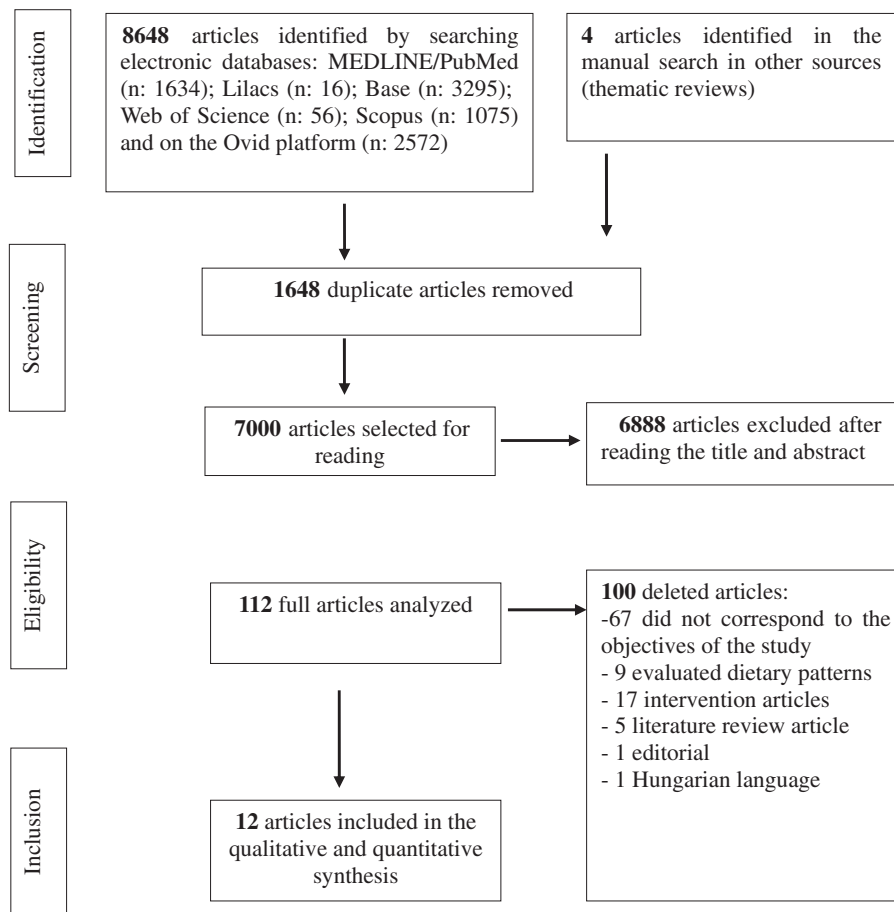 Identification
8648 articles identified by searching
electronic databases: MEDLINE/PubMed
(n: 1634); Lilacs (n: 16); Base (n: 3295);
Web of Science (n: 56); Scopus (n: 1075)
and on the Ovid platform (n: 2572)
4 articles identified in the
manual search in other sources
(thematic reviews)
Screening
1648 duplicate articles removed
7000 articles selected for
reading
6888 articles excluded after
reading the title and abstract
Eligibility
112 full articles analyzed
100 deleted articles:
-67 did not correspond to the
objectives of the study
- 9 evaluated dietary patterns
- 17 intervention articles
- 5 literature review article
- 1 editorial
- 1 Hungarian language
Inclusion
12 articles included in the
qualitative and quantitative
synthesis